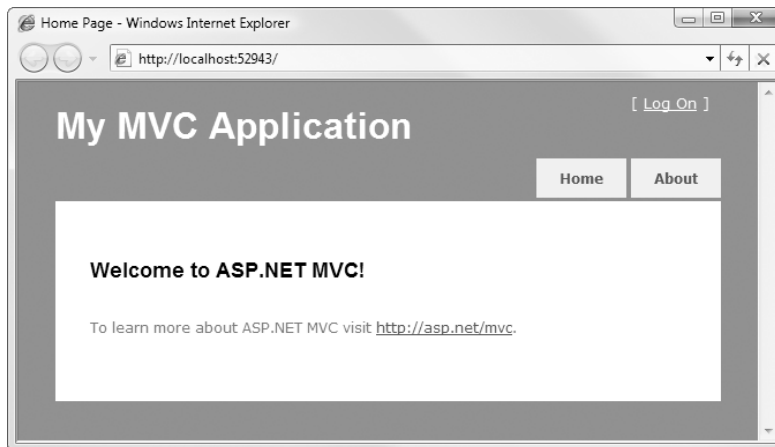 Home Page - Windows Internet Explorer
http://localhost:52943/
[ Log On ]
My MVC Application
Home About
Welcome to ASP.NET MVC!
To learn more about ASP.NET MVC visit http://asp.net/mvc.